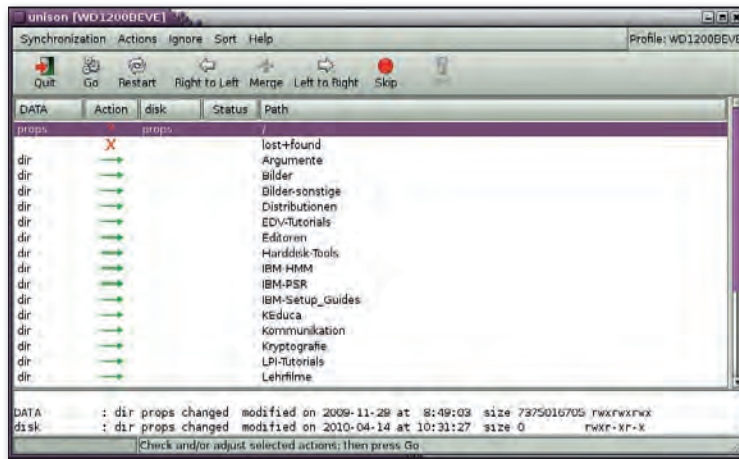 unison [WD1200BEVE]
Synchronization Actions Ignore Sort Help Profile: WD1200BEVE
Quit Go Restart Right to Left Merge Left to Right Skip
DATA Action disk Status Path
props props /
X lost+found
dir Argumente
dir Bilder
dir Bilder-sonstige
dir Distributionen
dir EDV-Tutorials
dir Editoren
dir Harddisk-Tools
dir IBM-HMM
dir IBM-PSR
dir IBM-Setup_Guides
dir KEduca
dir Kommunikation
dir Kryptografie
dir LPI-Tutorials
dir Lehrfilme
DATA : dir props changed modified on 2009-11-29 at 8:49:03 size 7375016705 rwxrwxrwx
disk : dir props changed modified on 2010-04-14 at 10:31:27 size 0 rwxr-xr-x
Check and/or adjust selected actions; then press Go